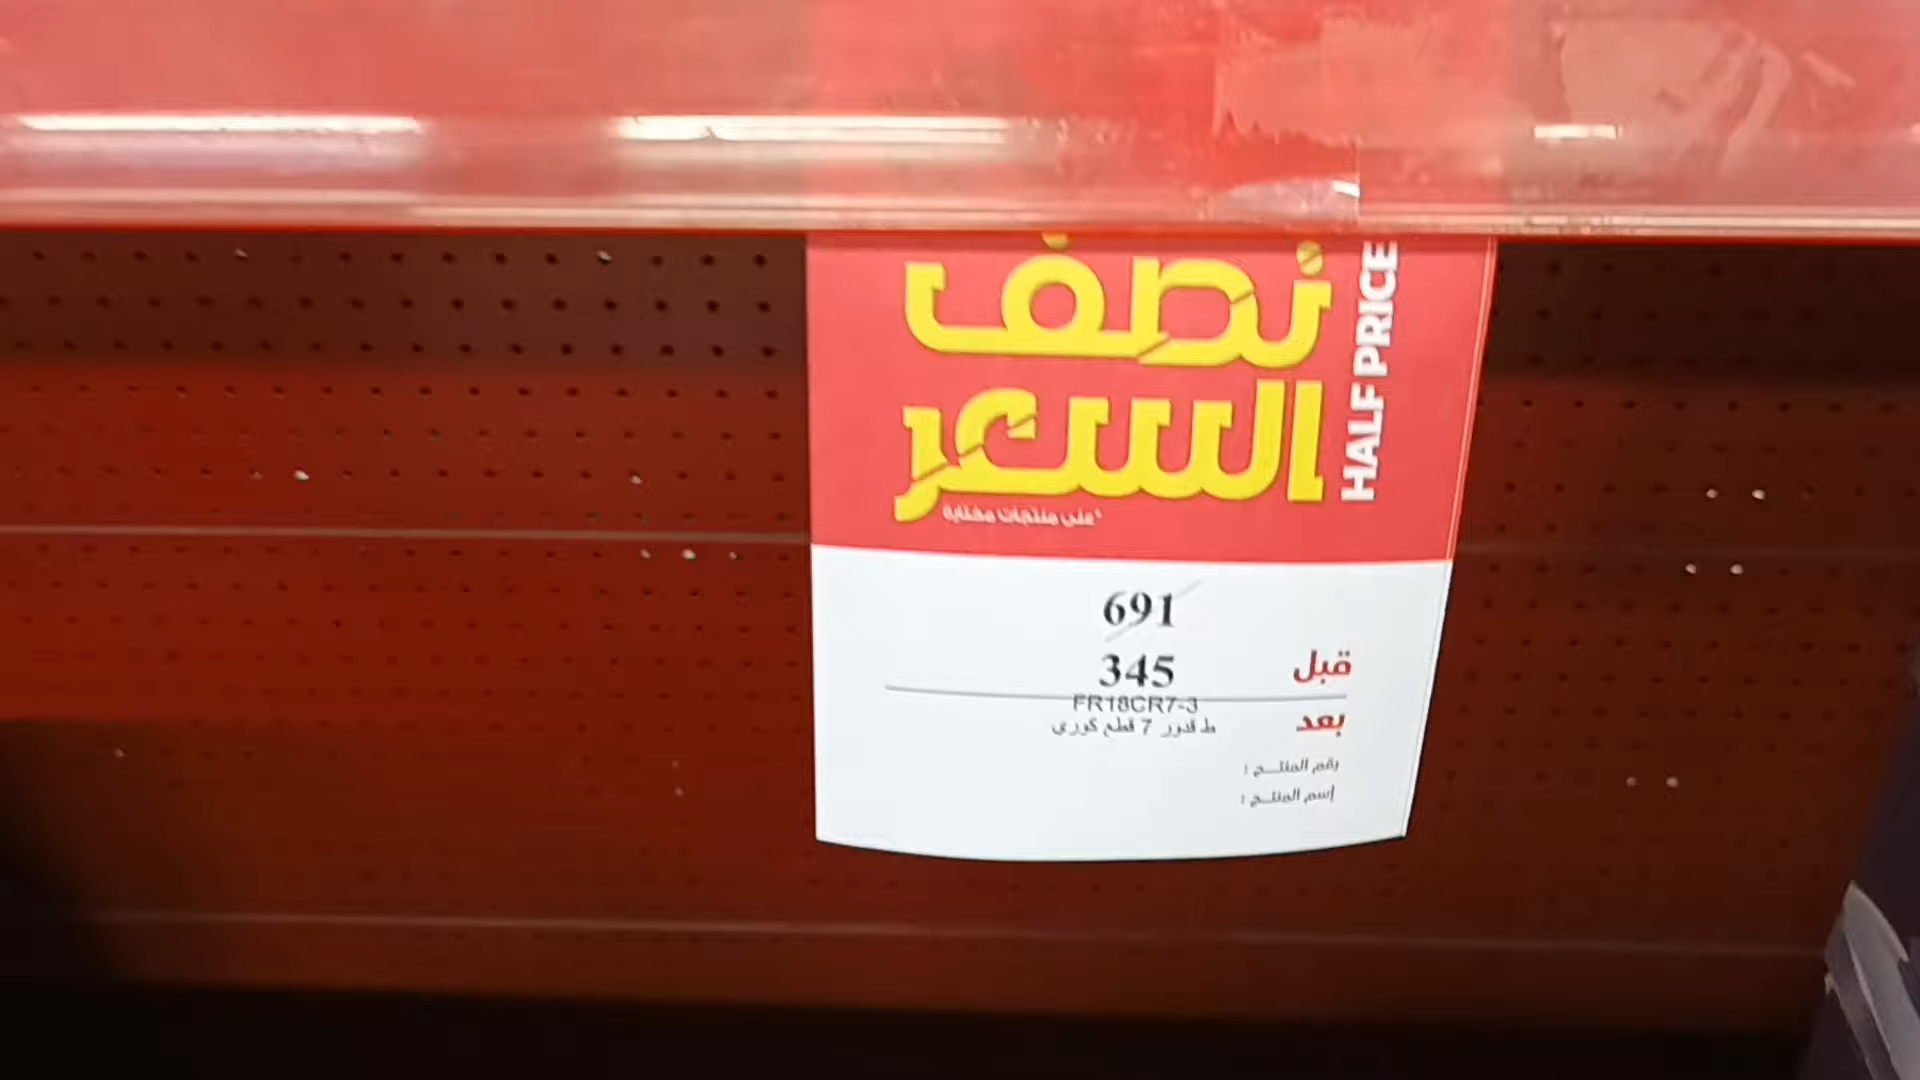 نصف
السعر
HALF PRICE
*على منتجات مختارة
691
قبل 345
FR18CR7-3
بعد
ط قدور 7 قطع كوري
رقم المنتج :
إسم المنتج :